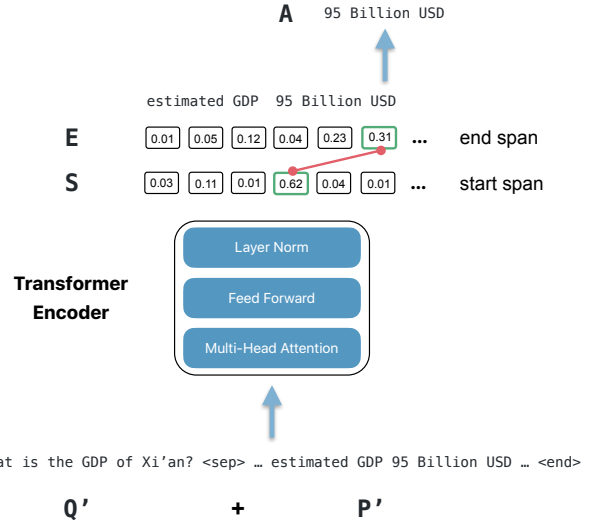 A 95 Billion USD
estimated GDP 95 Billion USD
E 0.01 0.05 0.12 0.04 0.23 0.31 ... end span
S 0.03 0.11 0.01 0.62 0.04 0.01 ... start span
Layer Norm
Transformer Encoder
Feed Forward
Multi-Head Attention
at is the GDP of Xi’an? <sep> … estimated GDP 95 Billion USD … <end>
Q’ + P’